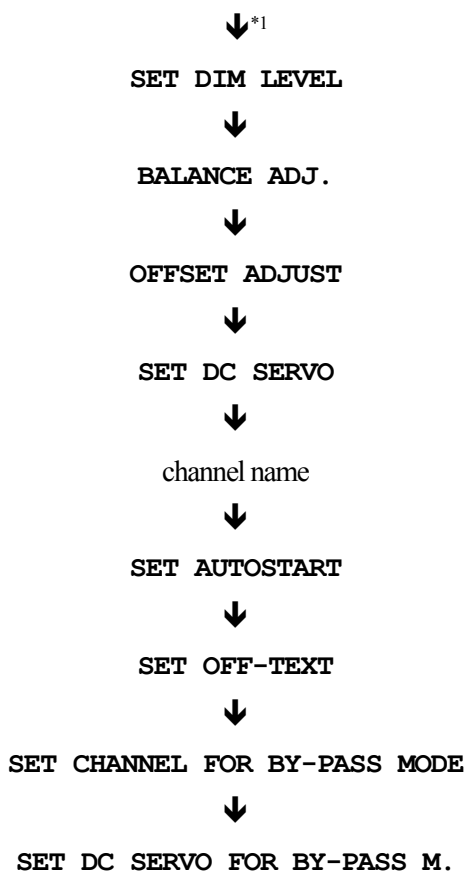 🡻*1
SET DIM LEVEL
🡻
BALANCE ADJ.
🡻
OFFSET ADJUST
🡻
SET DC SERVO
🡻
channel name
🡻
SET AUTOSTART
🡻
SET OFF-TEXT
🡻
SET CHANNEL FOR BY-PASS MODE
🡻
SET DC SERVO FOR BY-PASS M.